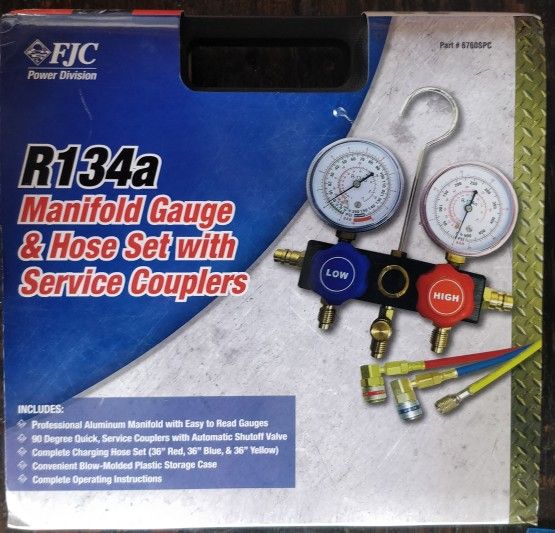 FJC
Power Division
Part # 6760SPC
R134a
Manifold Gauge
& Hose Set with
Service Couplers
LOW
HIGH
INCLUDES:
Professional Aluminum Manifold with Easy to Read Gauges
90 Degree Quick, Service Couplers with Automatic Shutoff Valve
Complete Charging Hose Set (36" Red, 36" Blue, & 36" Yellow)
Convenient Blow-Molded Plastic Storage Case
Complete Operating Instructions